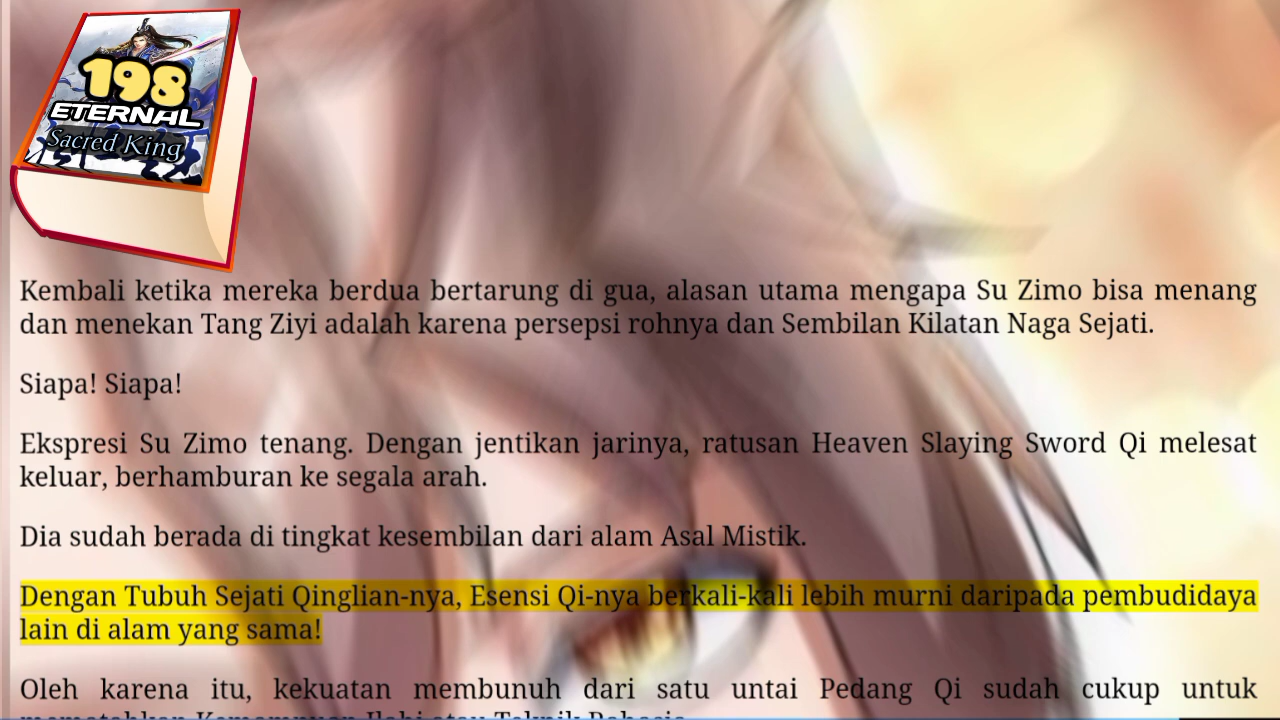 198
ETERNAL
Sacred King
Kembali ketika mereka berdua bertarung di gua, alasan utama mengapa Su Zimo bisa menang
dan menekan Tang Ziyi adalah karena persepsi rohnya dan Sembilan Kilatan Naga Sejati.
Siapa! Siapa!
Ekspresi Su Zimo tenang. Dengan jentikan jarinya, ratusan Heaven Slaying Sword Qi melesat
keluar, berhamburan ke segala arah.
Dia sudah berada di tingkat kesembilan dari alam Asal Mistik.
Dengan Tubuh Sejati Qinglian-nya, Esensi Qi-nya berkali-kali lebih murni daripada pembudidaya
lain di alam yang sama!
Oleh karena itu, kekuatan membunuh dari satu untai Pedang Qi sudah cukup untuk